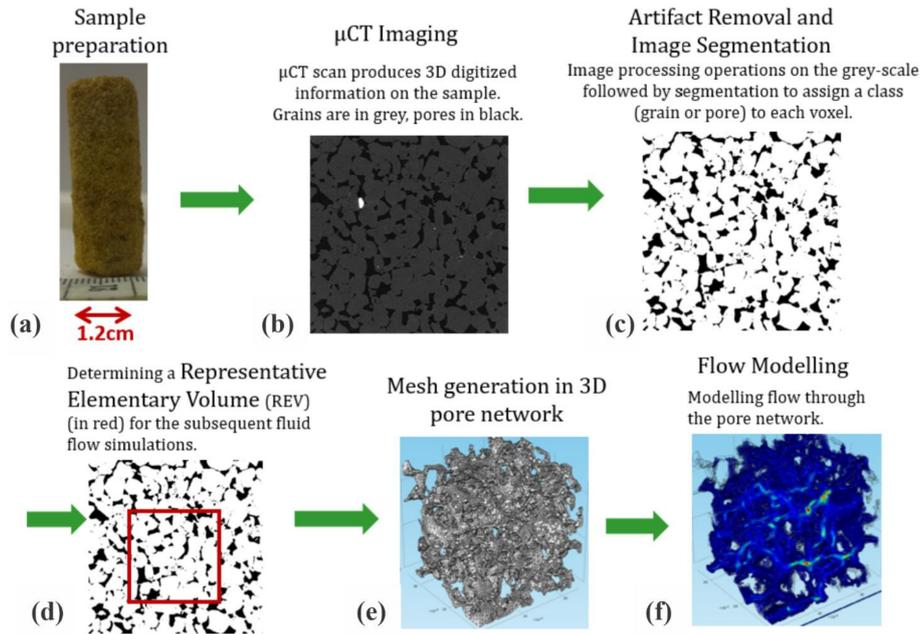 Sample
preparation
µCT Imaging
µCT scan produces 3D digitized
information on the sample.
Grains are in grey, pores in black.
Artifact Removal and
Image Segmentation
Image processing operations on the grey-scale
followed by segmentation to assign a class
(grain or pore) to each voxel.
(a)
1.2cm
(b)
(c)
Determining a Representative
Elementary Volume (REV)
(in red) for the subsequent fluid
flow simulations.
Mesh generation in 3D
pore network
Flow Modelling
Modelling flow through
the pore network.
(d)
(e)
(f)